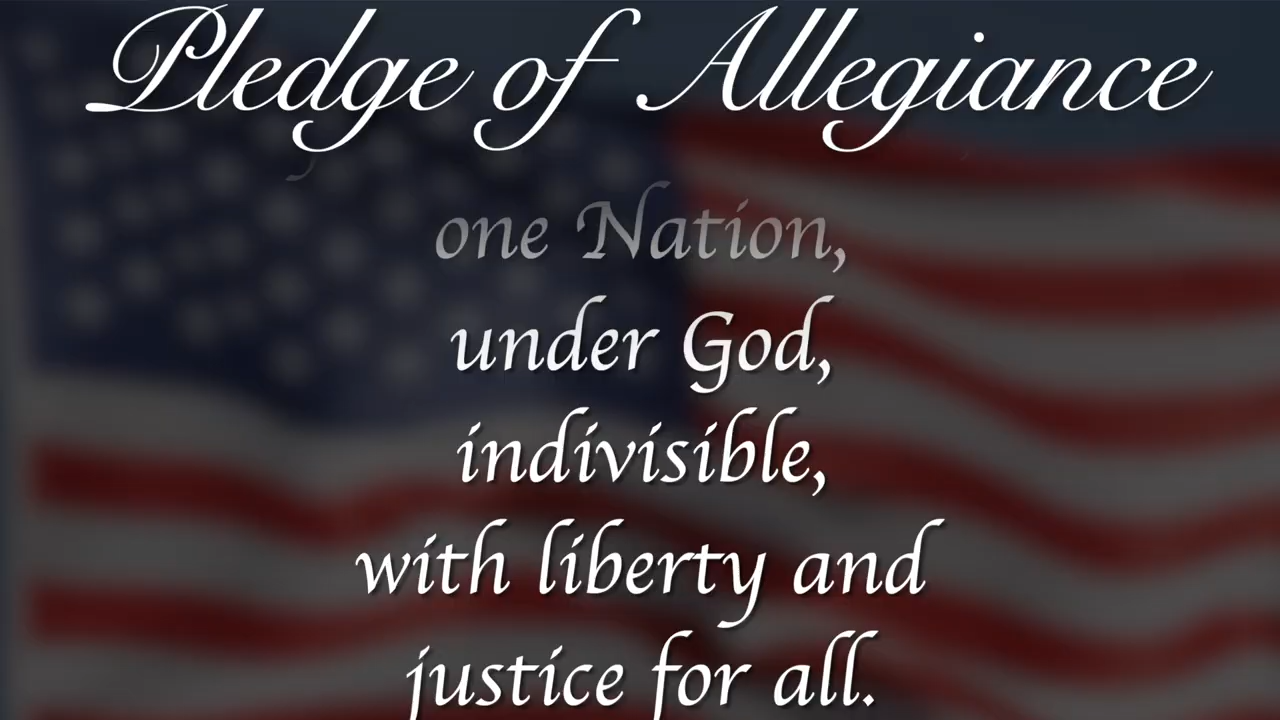 Pledge of Allegiance
one Nation,
under God,
indivisible,
with liberty and
justice for all.